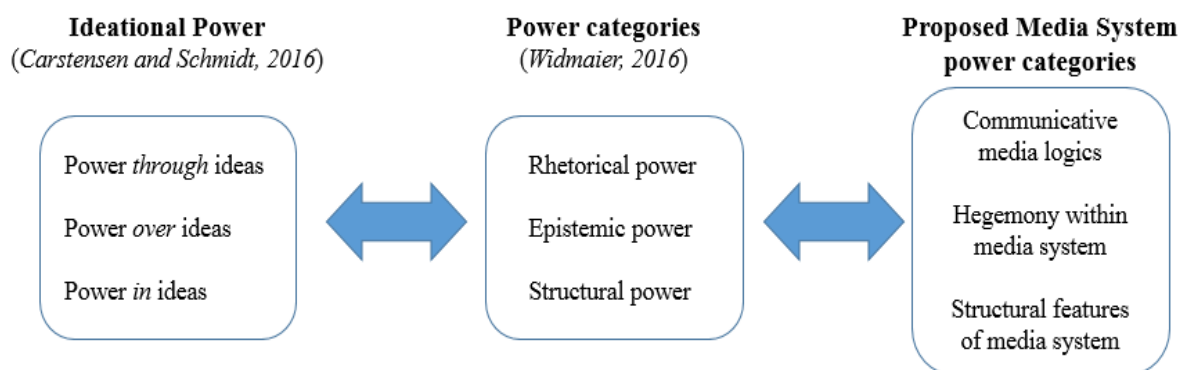 Ideational Power
(Carstensen and Schmidt, 2016)
Power through ideas
Power over ideas
Power in ideas
Power categories
(Widmaier, 2016)
Rhetorical power
Epistemic power
Structural power
Proposed Media System
power categories
Communicative
media logics
Hegemony within
media system
Structural features
of media system